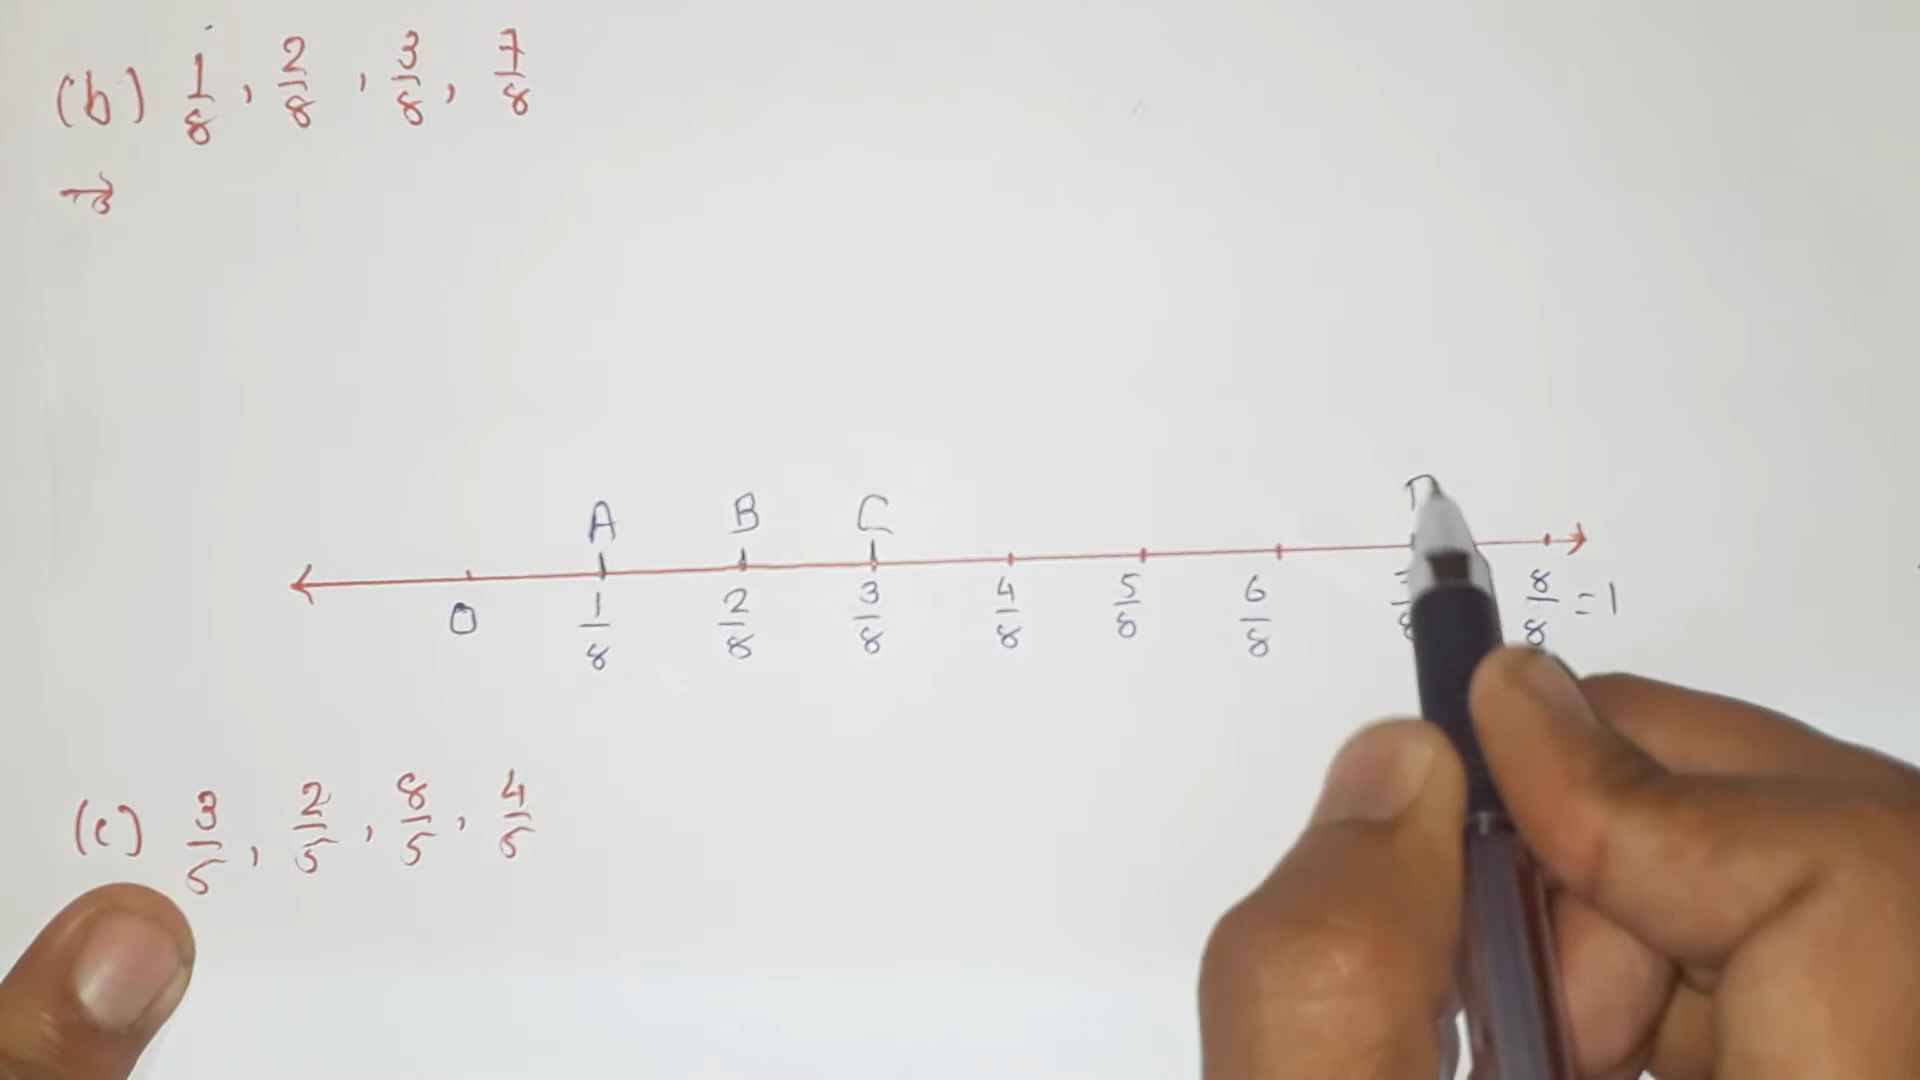 (b) 1/8, 2/8, 3/8, 7/8
→
A B C
0 1/8 2/8 3/8 4/8 5/8 6/8 8/8 = 1
(c) 3/5, 2/5, 8/5, 4/5